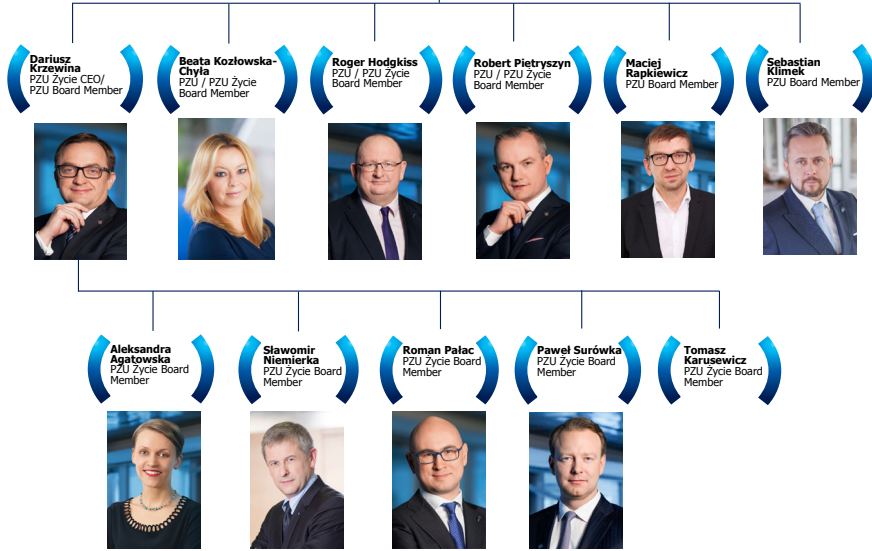 Dariusz
Krzewina
PZU Życie CEO/
PZU Board Member
Beata Kozłowska-
Chyła
PZU / PZU Życie
Board Member
Roger Hodgkiss
PZU / PZU Życie
Board Member
Robert Piętryszyn
PZU / PZU Życie
Board Member
Maciej
Rapkiewicz
PZU Board Member
Sebastian
Klimek
PZU Board Member
Aleksandra
Agatowska
PZU Życie Board
Member
Sławomir
Niemierka
PZU Życie Board
Member
Roman Pałac
PZU Życie Board
Member
Paweł Surówka
PZU Życie Board
Member
Tomasz
Karusewicz
PZU Życie Board
Member